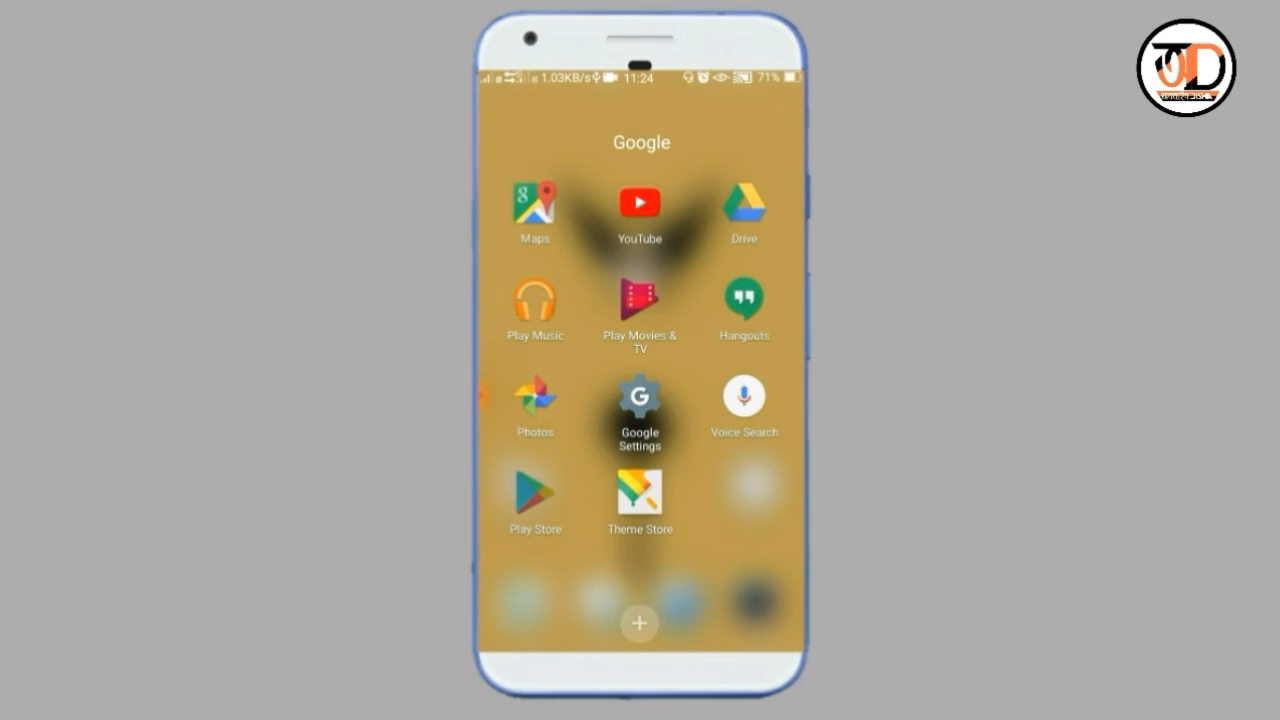 1.03KB/s 11:24 71%
Google
Maps YouTube Drive
Play Music Play Movies & TV Hangouts
Photos Google Settings Voice Search
Play Store Theme Store